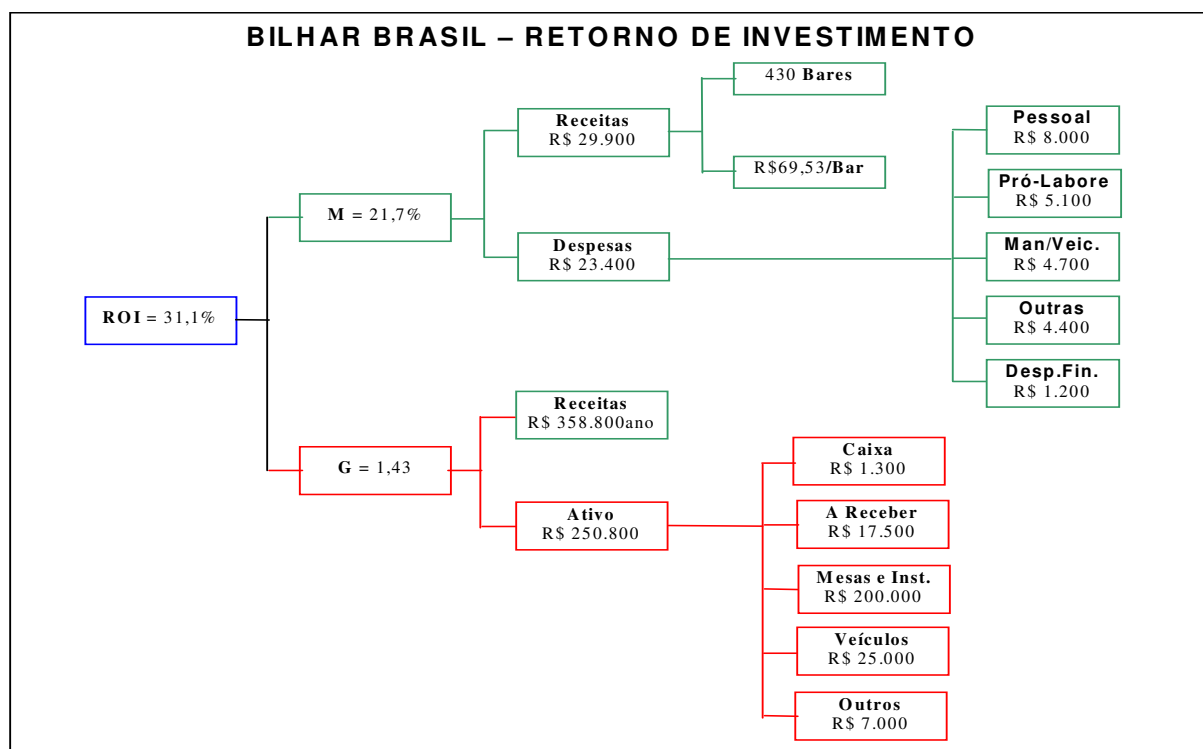 BILHAR BRASIL – RETORNO DE INVESTIMENTO
430 Bares
Receitas
R$ 29.900
R$69,53/Bar
M = 21,7%
Despesas
R$ 23.400
Pessoal
R$ 8.000
Pró-Labore
R$ 5.100
Man/Veic.
R$ 4.700
Outras
R$ 4.400
Desp.Fin.
R$ 1.200
ROI = 31,1%
Receitas
R$ 358.800ano
G = 1,43
Ativo
R$ 250.800
Caixa
R$ 1.300
A Receber
R$ 17.500
Mesas e Inst.
R$ 200.000
Veículos
R$ 25.000
Outros
R$ 7.000